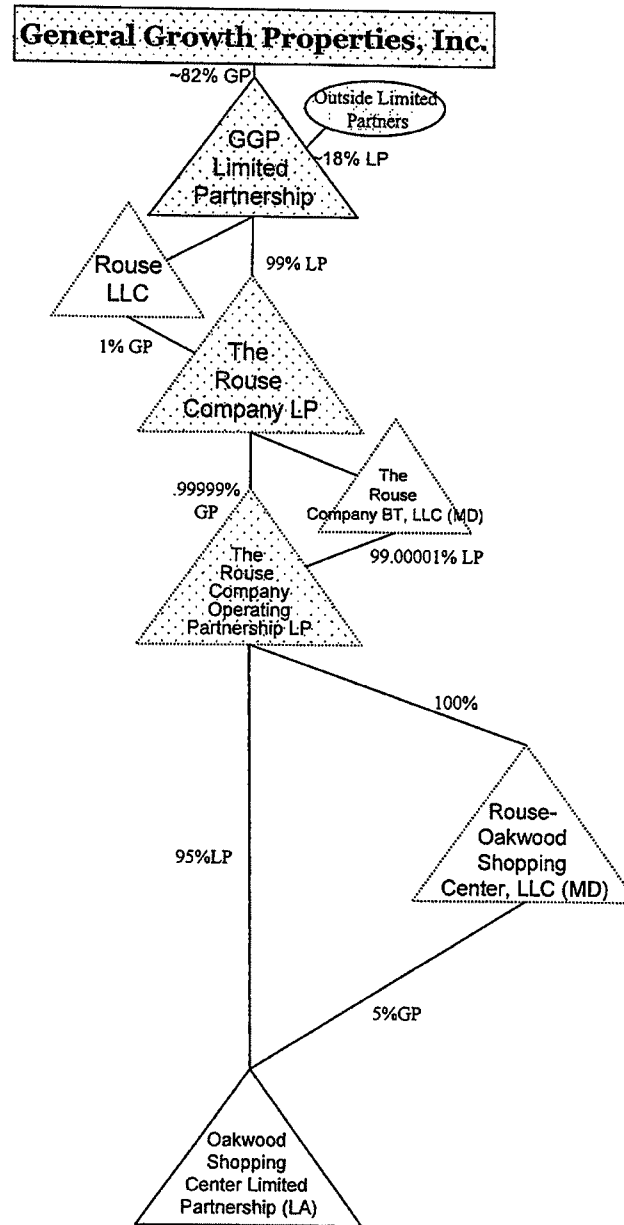 General Growth Properties, Inc.
~82% GP
Outside Limited
Partners
GGP
Limited
Partnership
~18% LP
Rouse
LLC
99% LP
1% GP
The
Rouse
Company LP
.99999%
GP
The
Rouse
Company BT, LLC (MD)
99.00001% LP
The
Rouse
Company
Operating
Partnership LP
100%
Rouse-
Oakwood
Shopping
Center, LLC (MD)
95%LP
5%GP
Oakwood
Shopping
Center Limited
Partnership (LA)